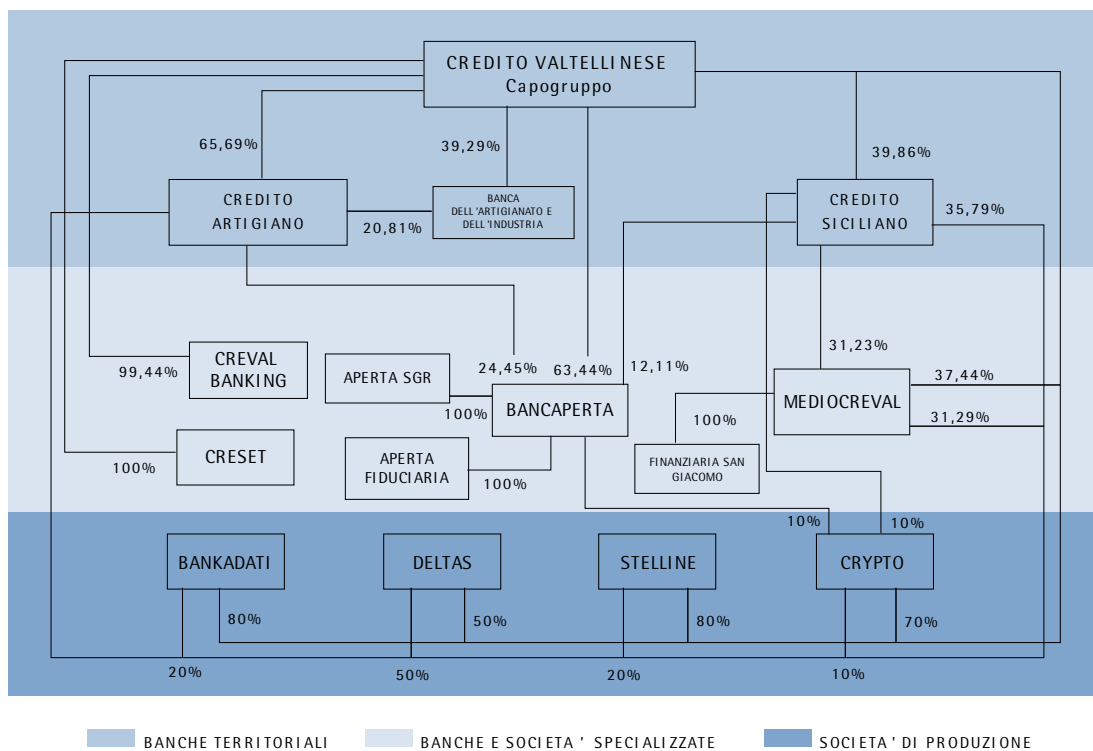 CREDITO VALTELLINESE
Capogruppo
65,69%
39,29%
39,86%
CREDITO
ARTIGIANO
20,81%
BANCA
DELL'ARTIGIANATO E
DELL'INDUSTRIA
CREDITO
SICILIANO
35,79%
99,44%
CREVAL
BANKING
APERTA SGR
100%
24,45%
63,44%
12,11%
BANCAPERTA
31,23%
MEDIOCREVAL
37,44%
31,29%
100%
CRESET
APERTA
FIDUCIARIA
100%
100%
FINANZIARIA SAN
GIACOMO
10%
10%
BANKADATI
DELTAS
STELLINE
CRYPTO
80%
50%
80%
70%
20%
50%
20%
10%
BANCHE TERRITORIALI
BANCHE E SOCIETA' SPECIALIZZATE
SOCIETA' DI PRODUZIONE